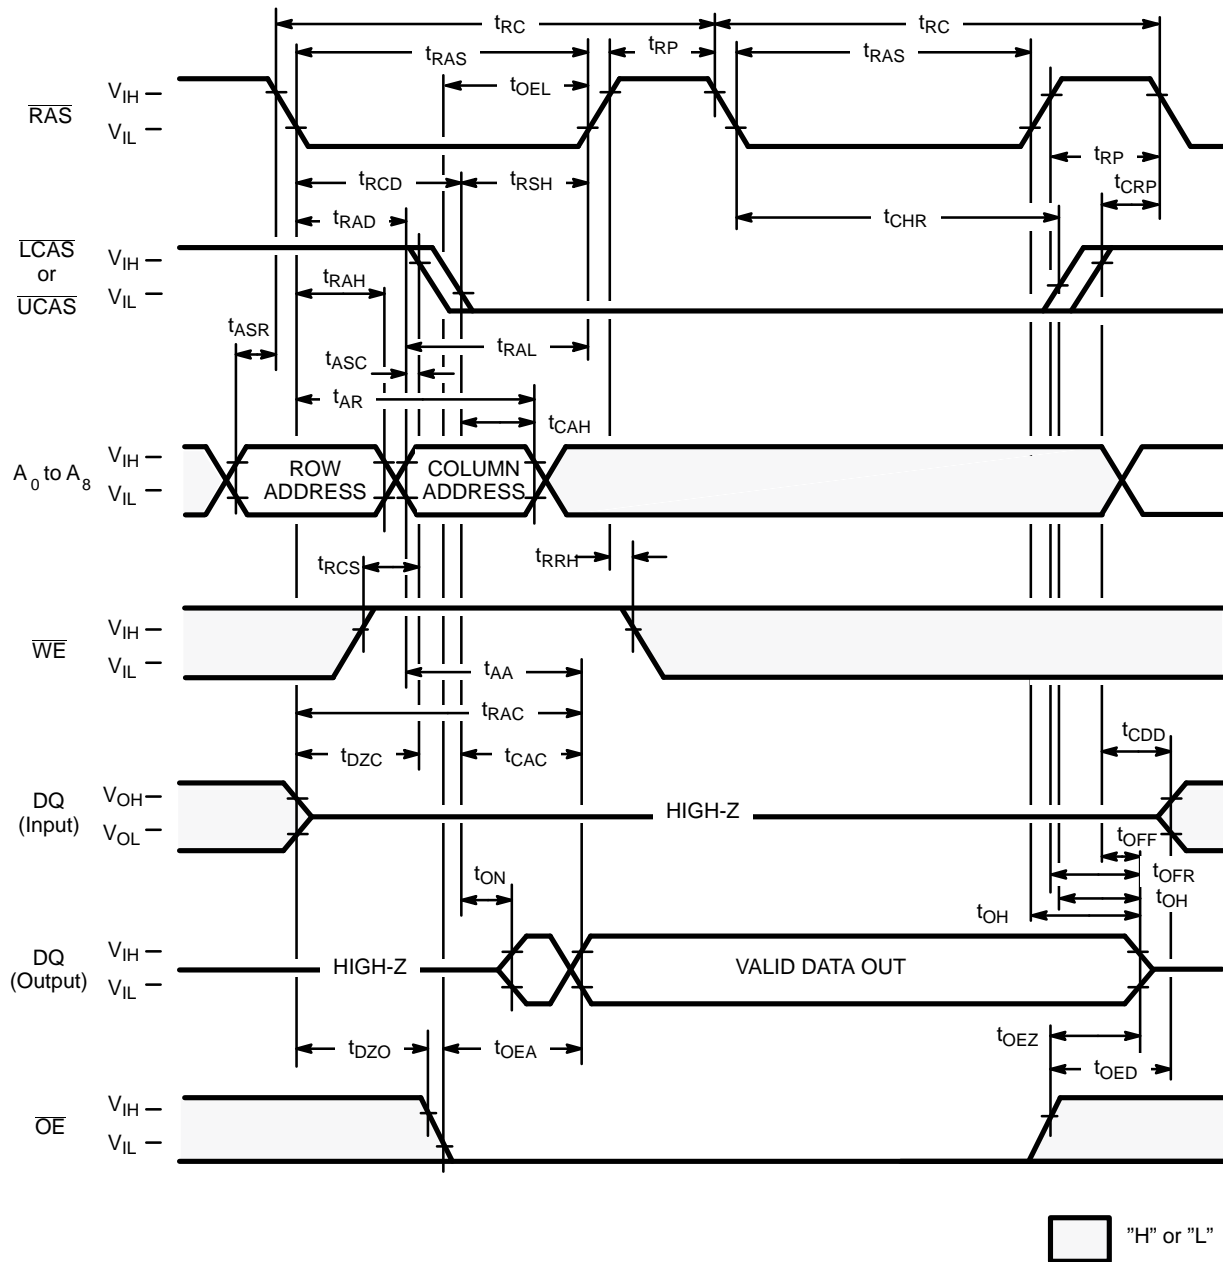 tRC tRC
tRAS tRP tRAS
tOEL
RAS VIH
VIL
tRP
tRCD tRSH tCRP
tRAD tCHR
LCAS
or
UCAS
VIH
VIL
tRAH
tASR
tRAL
tASC
tAR
tCAH
A0 to A8 VIH
VIL
ROW
ADDRESS
COLUMN
ADDRESS
tRRH
tRCS
WE VIH
VIL
tAA
tRAC
tDZC tCAC tCDD
DQ
(Input)
VOH
VOL
HIGH-Z
tOFF
tON tOFR
tOH
tOH
DQ
(Output)
VIH
VIL
HIGH-Z VALID DATA OUT
tDZO tOEA tOEZ
tOED
OE VIH
VIL
"H" or "L"